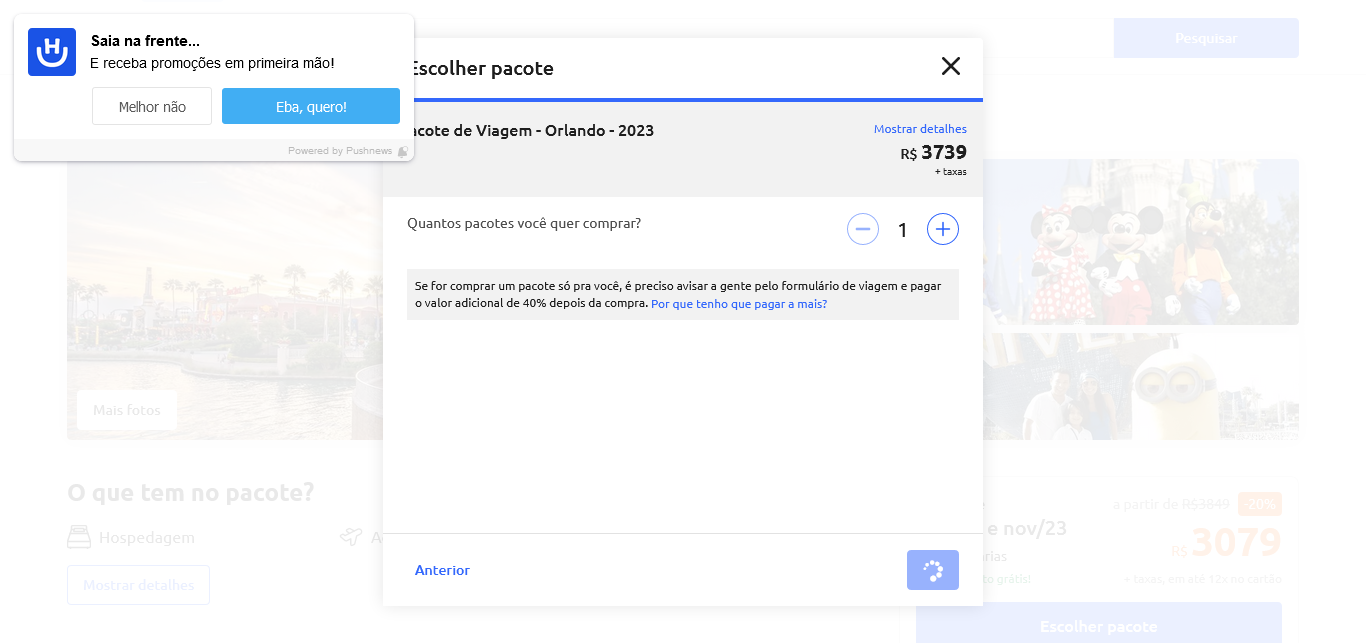 Saia na frente...
E receba promoções em primeira mão!
Melhor não
Eba, quero!
Powered by Pushnews
Pesquisar
Escolher pacote
Pacote de Viagem - Orlando - 2023
Mostrar detalhes
R$ 3739
+ taxas
Quantos pacotes você quer comprar?
1
Se for comprar um pacote só pra você, é preciso avisar a gente pelo formulário de viagem e pagar
o valor adicional de 40% depois da compra. Por que tenho que pagar a mais?
Mais fotos
O que tem no pacote?
Hospedagem
Mostrar detalhes
Anterior
a partir de R$3849 -20%
e nov/23
R$ 3079
+ taxas, em até 12x no cartão
Escolher pacote